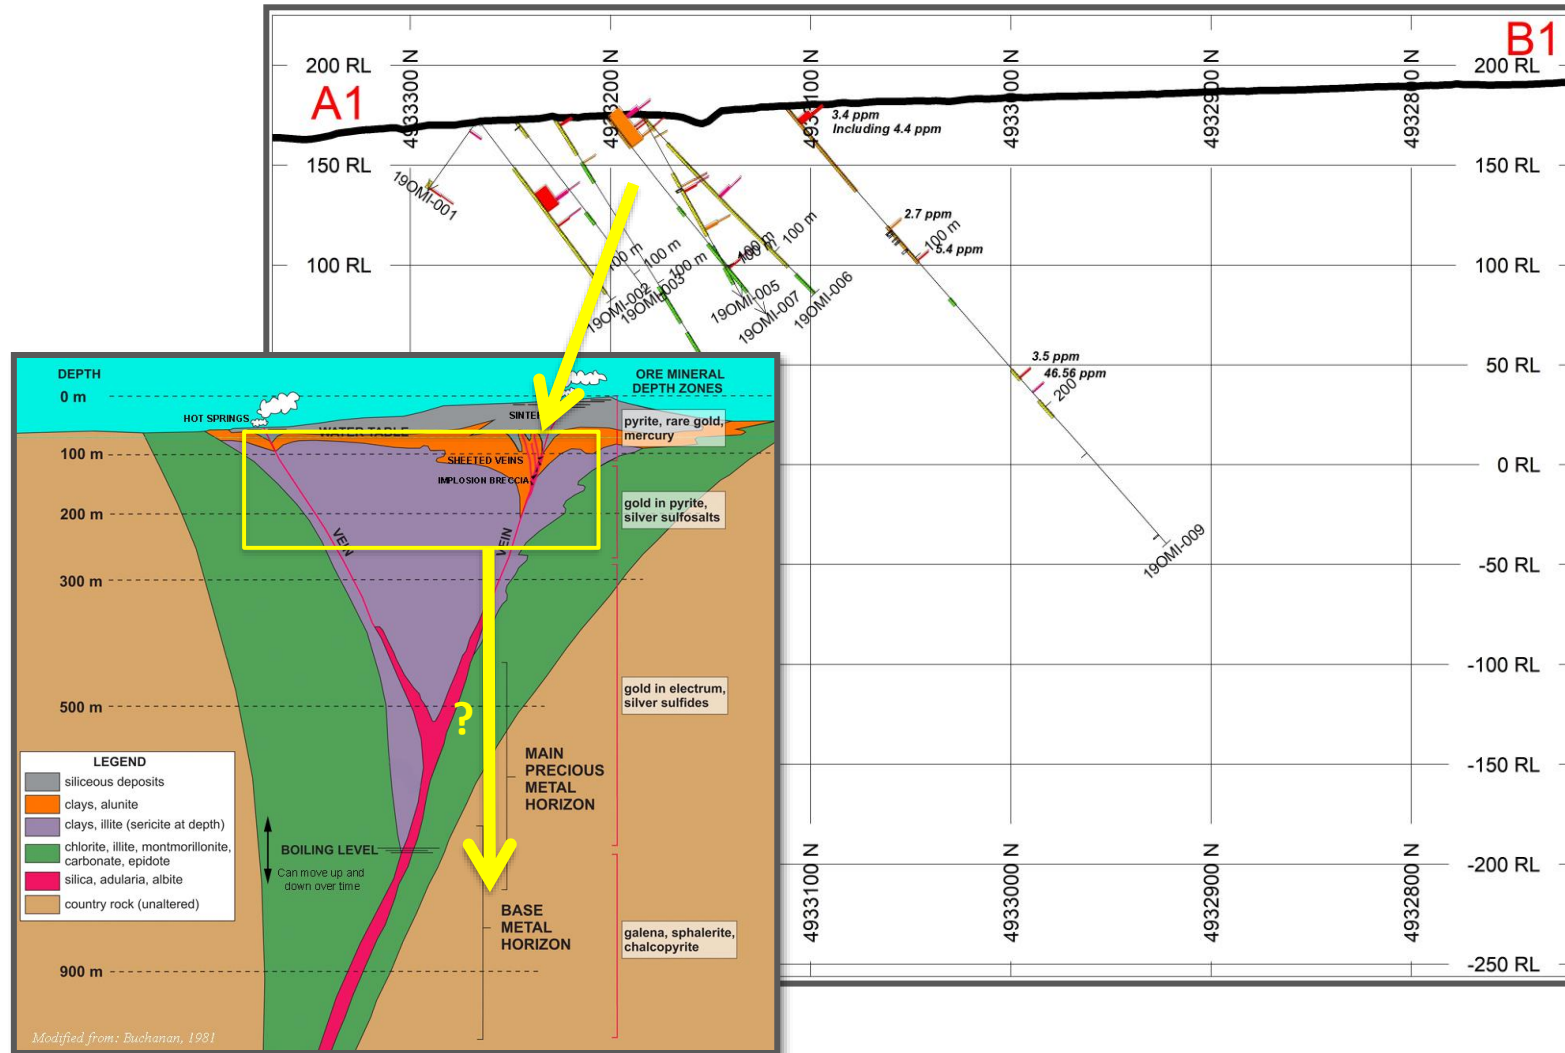 A1
B1
200 RL
200 RL
150 RL
150 RL
100 RL
100 RL
50 RL
0 RL
-50 RL
-100 RL
-150 RL
-200 RL
-250 RL
4933300 N
4933200 N
4933100 N
4933000 N
4932900 N
4932800 N
3.4 ppm
Including 4.4 ppm
2.7 ppm
100 m
5.4 ppm
3.5 ppm
46.56 ppm
200
19OMI-001
100 m
100 m
100 m
100 m
100 m
100 m
19OMI-002
19OMI-003
19OMI-005
19OMI-007
19OMI-006
19OMI-009
4933100 N
4933000 N
4932900 N
4932800 N
DEPTH
0 m
100 m
200 m
300 m
500 m
900 m
ORE MINERAL
DEPTH ZONES
HOT SPRINGS
SINTER
WATER TABLE
SHEETED VEINS
IMPLOSION BRECCIA
VEIN
VEIN
?
pyrite, rare gold,
mercury
gold in pyrite,
silver sulfosalts
gold in electrum,
silver sulfides
galena, sphalerite,
chalcopyrite
MAIN
PRECIOUS
METAL
HORIZON
BASE
METAL
HORIZON
BOILING LEVEL
Can move up and
down over time
LEGEND
siliceous deposits
clays, alunite
clays, illite (sericite at depth)
chlorite, illite, montmorillonite,
carbonate, epidote
silica, adularia, albite
country rock (unaltered)
Modified from: Buchanan, 1981